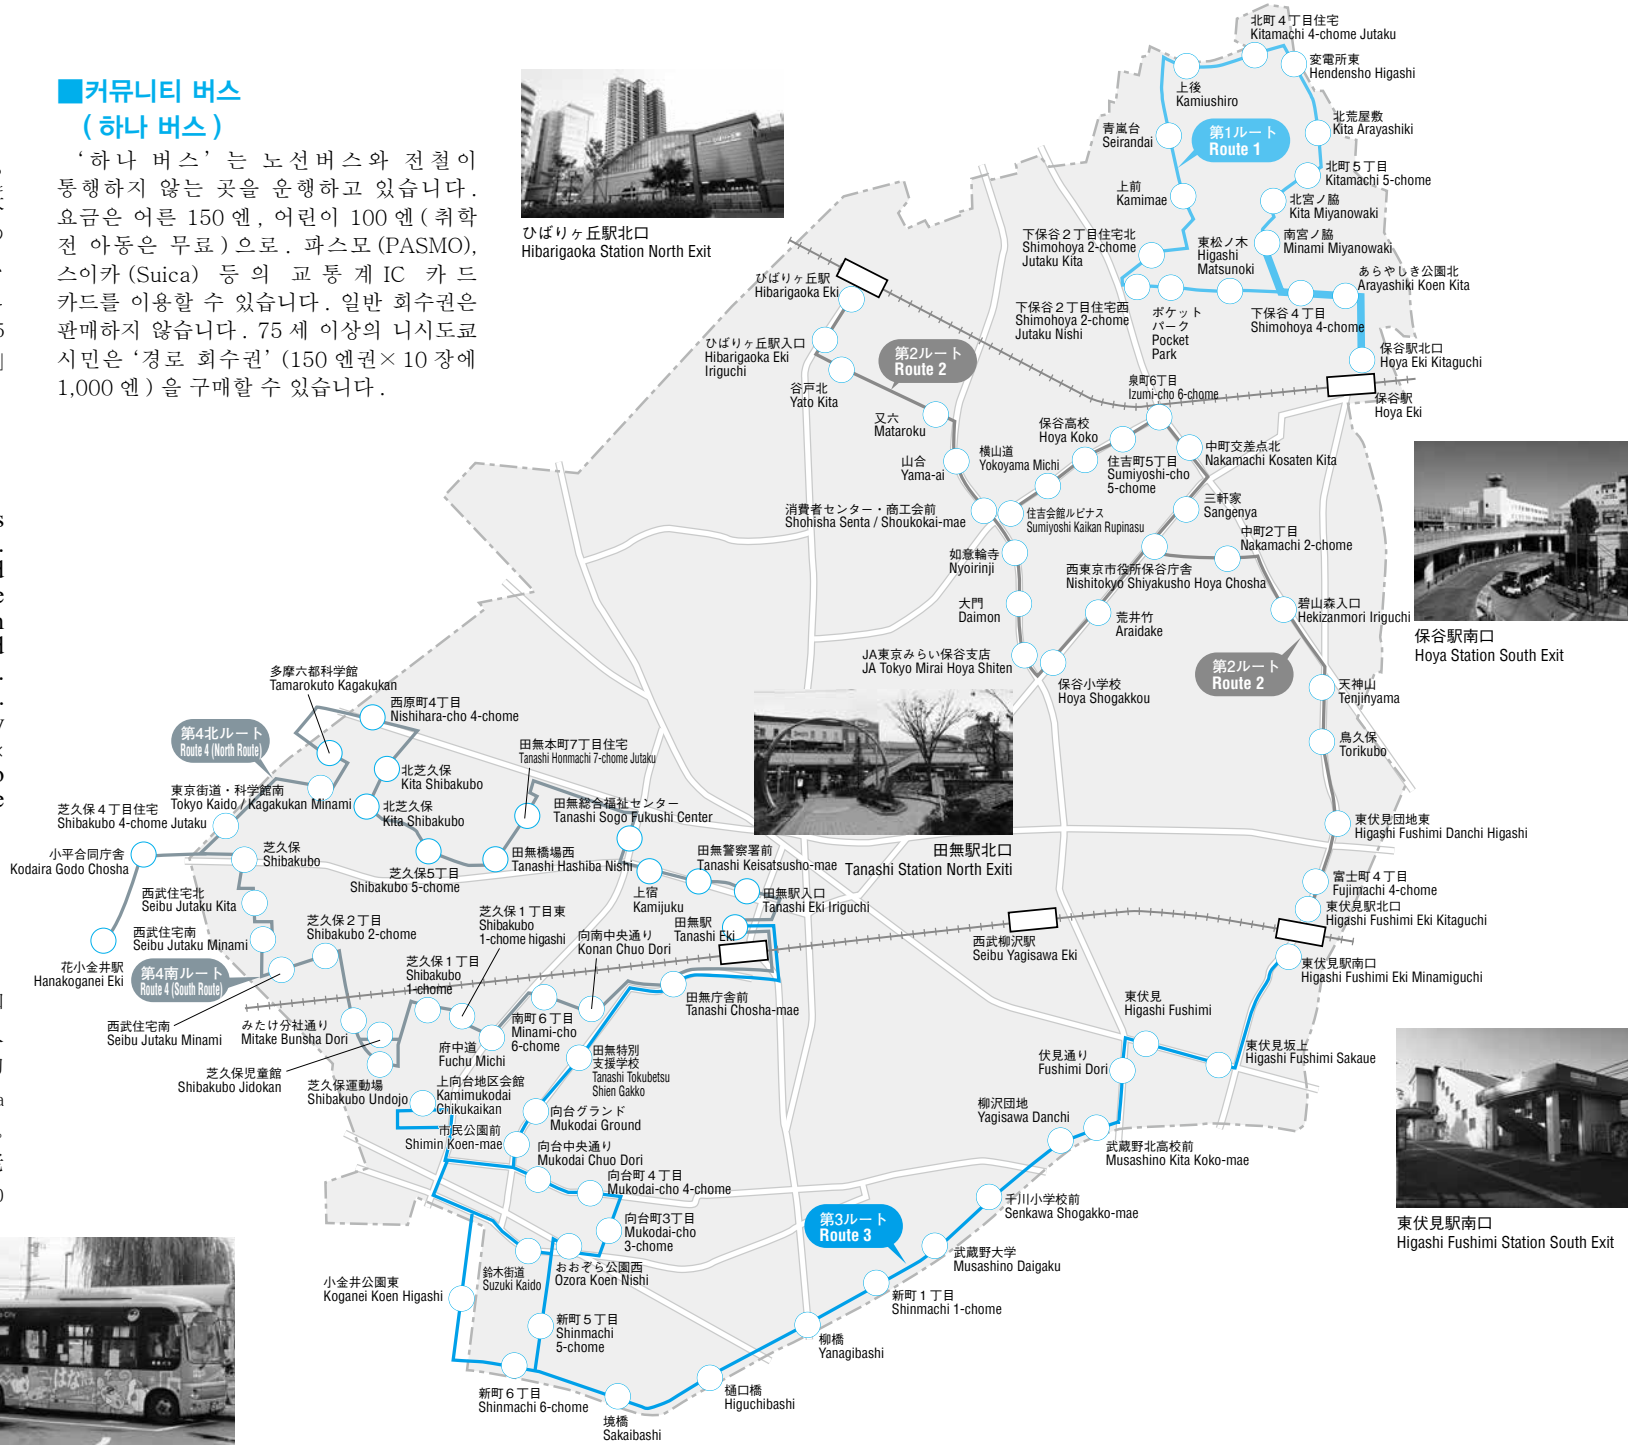 ■커뮤니티 버스
( 하나 버스 )
‘하나 버스’ 는 노선버스와 전철이
통행하지 않는 곳을 운행하고 있습니다.
요금은 어른 150 엔, 어린이 100 엔 ( 취학
전 아동은 무료 ) 으로. 파스모 (PASMO),
스이카 (Suica) 등 의 교 통 계 IC 카 드
카드를 이용할 수 있습니다. 일반 회수권은
판매하지 않습니다. 75 세 이상의 니시도쿄
시민은 ‘경로 회수권’ (150 엔권× 10 장에
1,000 엔 ) 을 구매할 수 있습니다.
ひばりヶ丘駅北口
Hibarigaoka Station North Exit
北町４丁目住宅
Kitamachi 4-chome Jutaku
変電所東
Hendensho Higashi
上後
Kamiushiro
北荒屋敷
Kita Arayashiki
青嵐台
Seirandai
第1ルート
Route 1
北町５丁目
Kitamachi 5-chome
上前
Kamimae
北宮ノ脇
Kita Miyanowaki
南宮ノ脇
Minami Miyanowaki
下保谷２丁目住宅北
Shimohoya 2-chome
Jutaku Kita
東松ノ木
Higashi
Matsunoki
あらやしき公園北
Arayashiki Koen Kita
下保谷２丁目住宅西
Shimohoya 2-chome
Jutaku Nishi
ポケット
パーク
Pocket
Park
下保谷４丁目
Shimohoya 4-chome
保谷駅北口
Hoya Eki Kitaguchi
保谷駅
Hoya Eki
ひばりヶ丘駅
Hibarigaoka Eki
ひばりヶ丘駅入口
Hibarigaoka Eki
Iriguchi
第2ルート
Route 2
谷戸北
Yato Kita
又六
Mataroku
山合
Yama-ai
泉町6丁目
Izumi-cho 6-chome
保谷高校
Hoya Koko
横山道
Yokoyama Michi
住吉町5丁目
Sumiyoshi-cho
5-chome
中町交差点北
Nakamachi Kosaten Kita
三軒家
Sangenya
消費者センター・商工会前
Shohisha Senta / Shoukokai-mae
住吉会館ルピナス
Sumiyoshi Kaikan Rupinasu
中町2丁目
Nakamachi 2-chome
如意輪寺
Nyoirinji
西東京市役所保谷庁舎
Nishitokyo Shiyakusho Hoya Chosha
大門
Daimon
荒井竹
Araidake
碧山森入口
Hekizanmori Iriguchi
保谷駅南口
Hoya Station South Exit
JA東京みらい保谷支店
JA Tokyo Mirai Hoya Shiten
保谷小学校
Hoya Shogakkou
第2ルート
Route 2
天神山
Tenjinyama
鳥久保
Torikubo
東伏見団地東
Higashi Fushimi Danchi Higashi
富士町４丁目
Fujimachi 4-chome
東伏見駅北口
Higashi Fushimi Eki Kitaguchi
多摩六都科学館
Tamarokuto Kagakukan
西原町4丁目
Nishihara-cho 4-chome
第4北ルート
Route 4 (North Route)
田無本町7丁目住宅
Tanashi Honmachi 7-chome Jutaku
北芝久保
Kita Shibakubo
東京街道・科学館南
Tokyo Kaido / Kagakukan Minami
北芝久保
Kita Shibakubo
田無総合福祉センター
Tanashi Sogo Fukushi Center
芝久保４丁目住宅
Shibakubo 4-chome Jutaku
小平合同庁舎
Kodaira Godo Chosha
芝久保
Shibakubo
芝久保5丁目
Shibakubo 5-chome
田無橋場西
Tanashi Hashiba Nishi
田無警察署前
Tanashi Keisatsusho-mae
田無駅北口
Tanashi Station North Exiti
上宿
Kamijuku
田無駅入口
Tanashi Eki Iriguchi
西武住宅北
Seibu Jutaku Kita
芝久保２丁目
Shibakubo 2-chome
芝久保１丁目東
Shibakubo
1-chome higashi
田無駅
Tanashi Eki
西武住宅南
Seibu Jutaku Minami
向南中央通り
Konan Chuo Dori
西武柳沢駅
Seibu Yagisawa Eki
花小金井駅
Hanakoganei Eki
第4南ルート
Route 4 (South Route)
芝久保１丁目
Shibakubo
1-chome
東伏見駅南口
Higashi Fushimi Eki Minamiguchi
西武住宅南
Seibu Jutaku Minami
みたけ分社通り
Mitake Bunsha Dori
南町６丁目
Minami-cho
6-chome
田無庁舎前
Tanashi Chosha-mae
東伏見
Higashi Fushimi
府中道
Fuchu Michi
芝久保児童館
Shibakubo Jidokan
芝久保運動場
Shibakubo Undojo
田無特別
支援学校
Tanashi Tokubetsu
Shien Gakko
伏見通り
Fushimi Dori
東伏見坂上
Higashi Fushimi Sakaue
上向台地区会館
Kamimukodai
Chikukaikan
向台グランド
Mukodai Ground
市民公園前
Shimin Koen-mae
柳沢団地
Yagisawa Danchi
向台中央通り
Mukodai Chuo Dori
武蔵野北高校前
Musashino Kita Koko-mae
向台町４丁目
Mukodai-cho 4-chome
千川小学校前
Senkawa Shogakko-mae
向台町3丁目
Mukodai-cho
3-chome
第3ルート
Route 3
東伏見駅南口
Higashi Fushimi Station South Exit
武蔵野大学
Musashino Daigaku
鈴木街道
Suzuki Kaido
おおぞら公園西
Ozora Koen Nishi
小金井公園東
Koganei Koen Higashi
新町１丁目
Shinmachi 1-chome
新町５丁目
Shinmachi
5-chome
柳橋
Yanagibashi
新町６丁目
Shinmachi 6-chome
樋口橋
Higuchibashi
境橋
Sakaibashi
はなバス